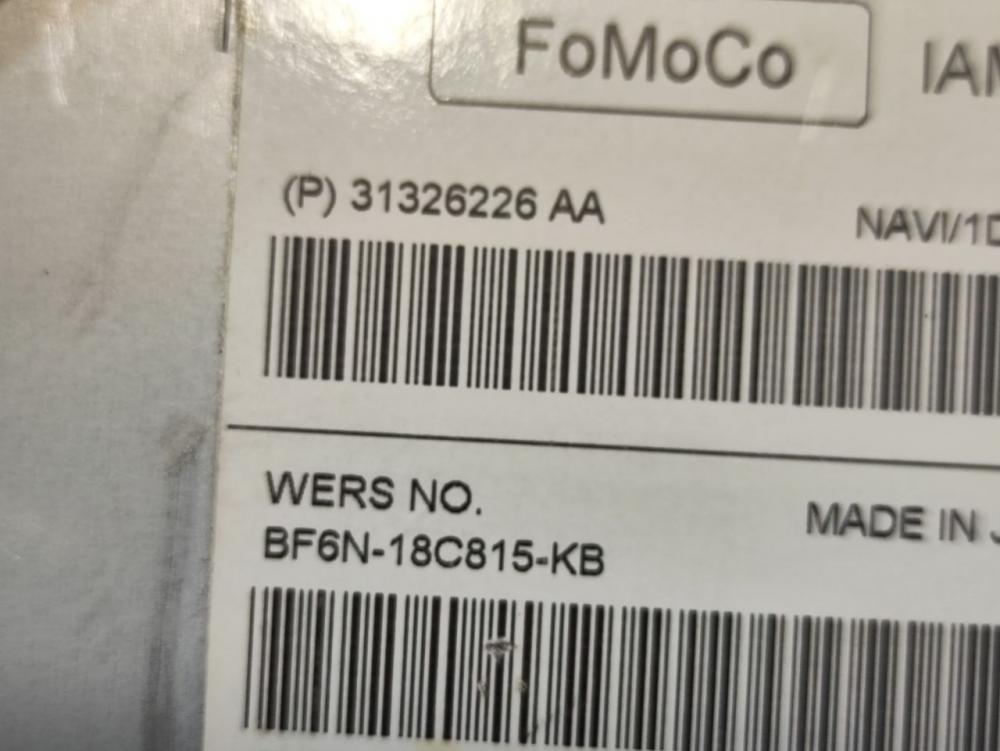 FoMoCo IAM
(P) 31326226 AA
NAVI/1D
WERS NO.
MADE IN J
BF6N-18C815-KB